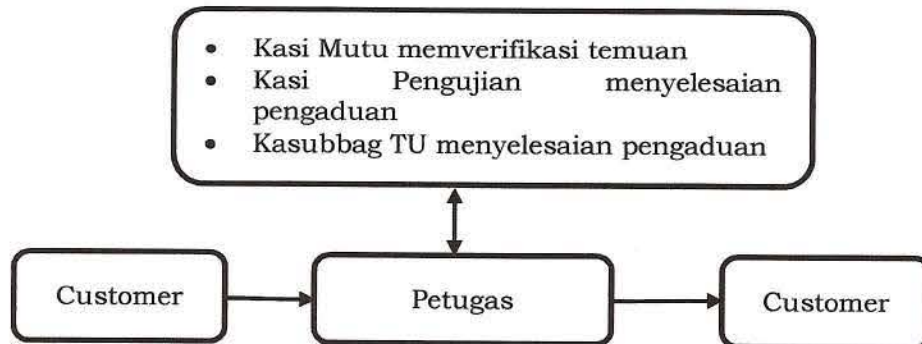 • Kasi Mutu memverifikasi temuan
• Kasi Pengujian menyelesaian
pengaduan
• Kasubbag TU menyelesaian pengaduan
Customer
Petugas
Customer